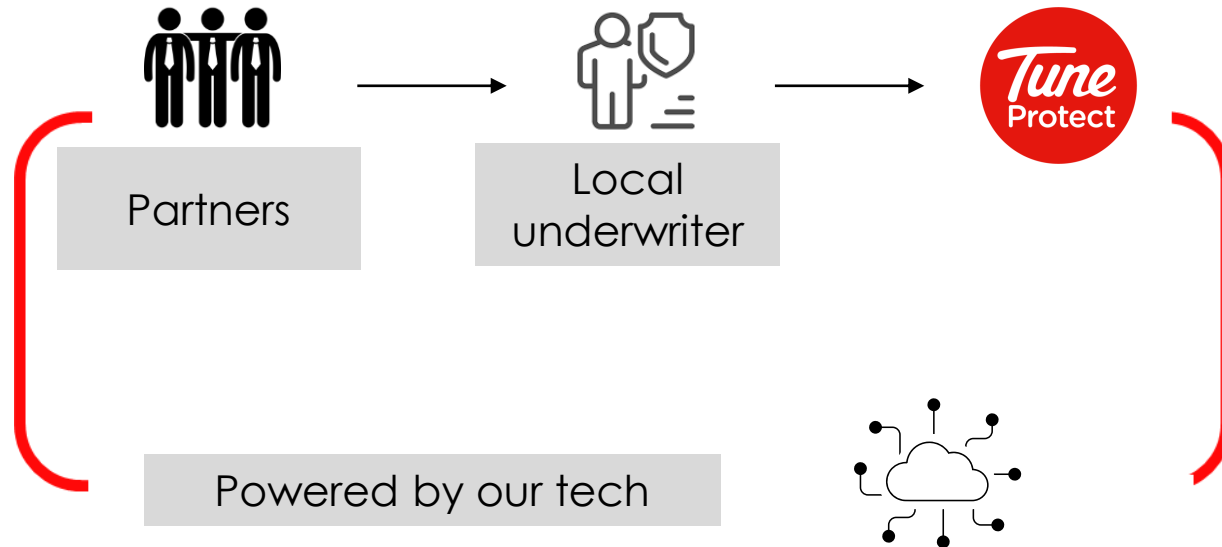 Tune
Protect
Partners
Local
underwriter
Powered by our tech